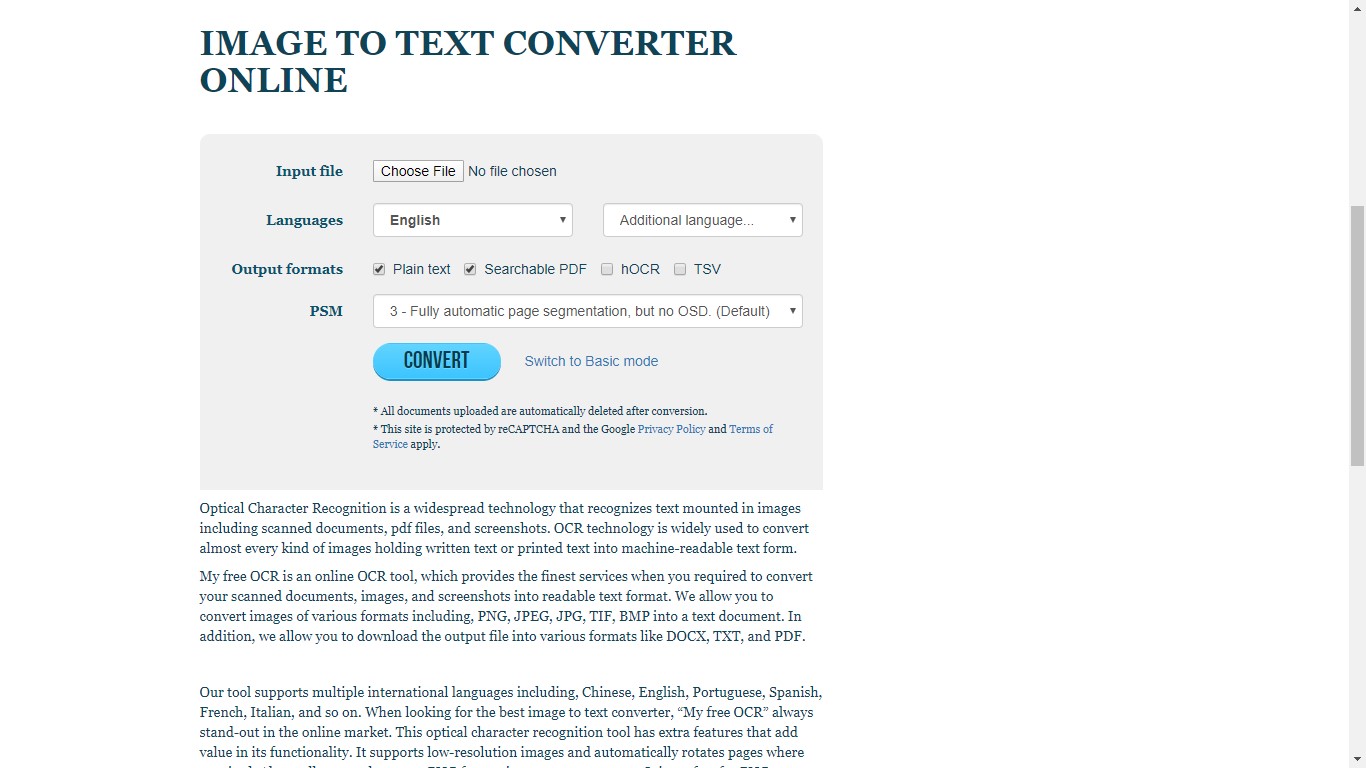 IMAGE TO TEXT CONVERTER
ONLINE
Input file Choose File No file chosen
Languages English Additional language...
Output formats Plain text Searchable PDF hOCR TSV
PSM 3 - Fully automatic page segmentation, but no OSD. (Default)
CONVERT Switch to Basic mode
* All documents uploaded are automatically deleted after conversion.
* This site is protected by reCAPTCHA and the Google Privacy Policy and Terms of
Service apply.
Optical Character Recognition is a widespread technology that recognizes text mounted in images
including scanned documents, pdf files, and screenshots. OCR technology is widely used to convert
almost every kind of images holding written text or printed text into machine-readable text form.
My free OCR is an online OCR tool, which provides the finest services when you required to convert
your scanned documents, images, and screenshots into readable text format. We allow you to
convert images of various formats including, PNG, JPEG, JPG, TIF, BMP into a text document. In
addition, we allow you to download the output file into various formats like DOCX, TXT, and PDF.
Our tool supports multiple international languages including, Chinese, English, Portuguese, Spanish,
French, Italian, and so on. When looking for the best image to text converter, “My free OCR” always
stand-out in the online market. This optical character recognition tool has extra features that add
value in its functionality. It supports low-resolution images and automatically rotates pages where